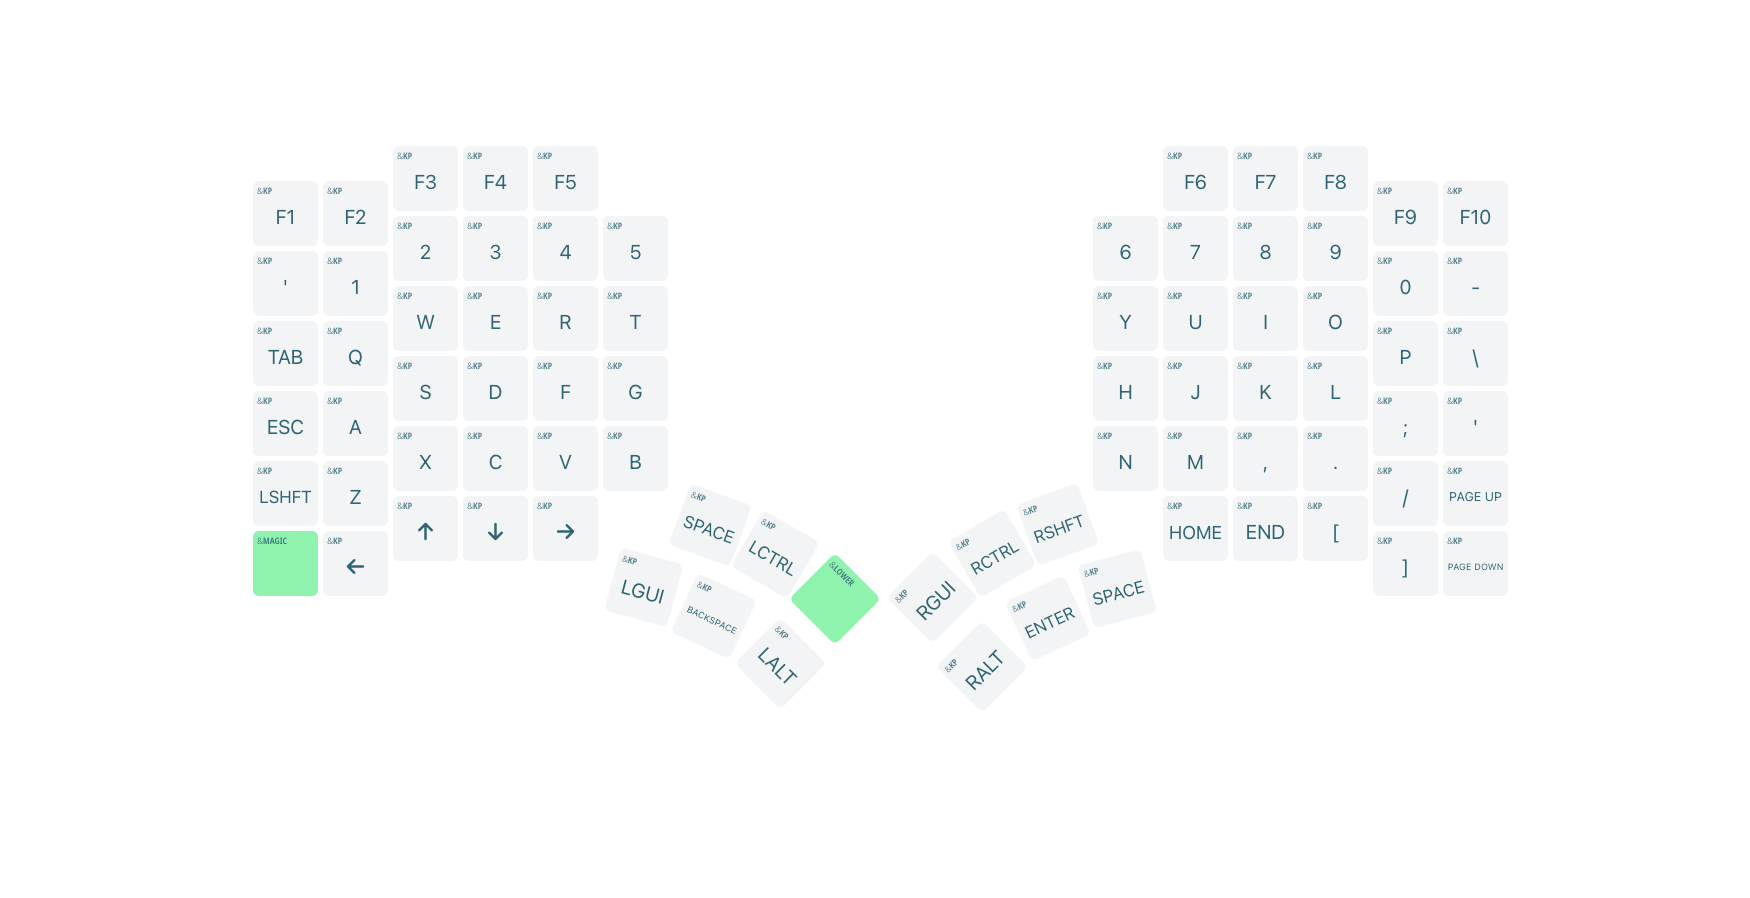 &KP &KP &KP &KP &KP &KP
F3 F4 F5 F6 F7 F8
&KP &KP &KP &KP
F1 F2 F9 F10
&KP &KP &KP &KP &KP &KP &KP &KP
2 3 4 5 6 7 8 9
&KP &KP &KP &KP
' 1 0 -
&KP &KP &KP &KP &KP &KP &KP &KP
W E R T Y U I O
&KP &KP &KP &KP
TAB Q P \
&KP &KP &KP &KP &KP &KP &KP &KP
S D F G H J K L
&KP &KP &KP &KP
ESC A ; '
&KP &KP &KP &KP &KP &KP &KP &KP
X C V B N M , .
&KP &KP &KP &KP
LSHFT Z / PAGE UP
&KP &KP &KP &KP &KP &KP
↑ ↓ → HOME END [
&MAGIC &KP &KP &KP
← ] PAGE DOWN
&KP &KP &KP &KP
SPACE LCTRL RCTRL RSHFT
&KP &KP &LOWER &KP &KP &KP
LGUI BACKSPACE RGUI ENTER SPACE
&KP &KP
LALT RALT